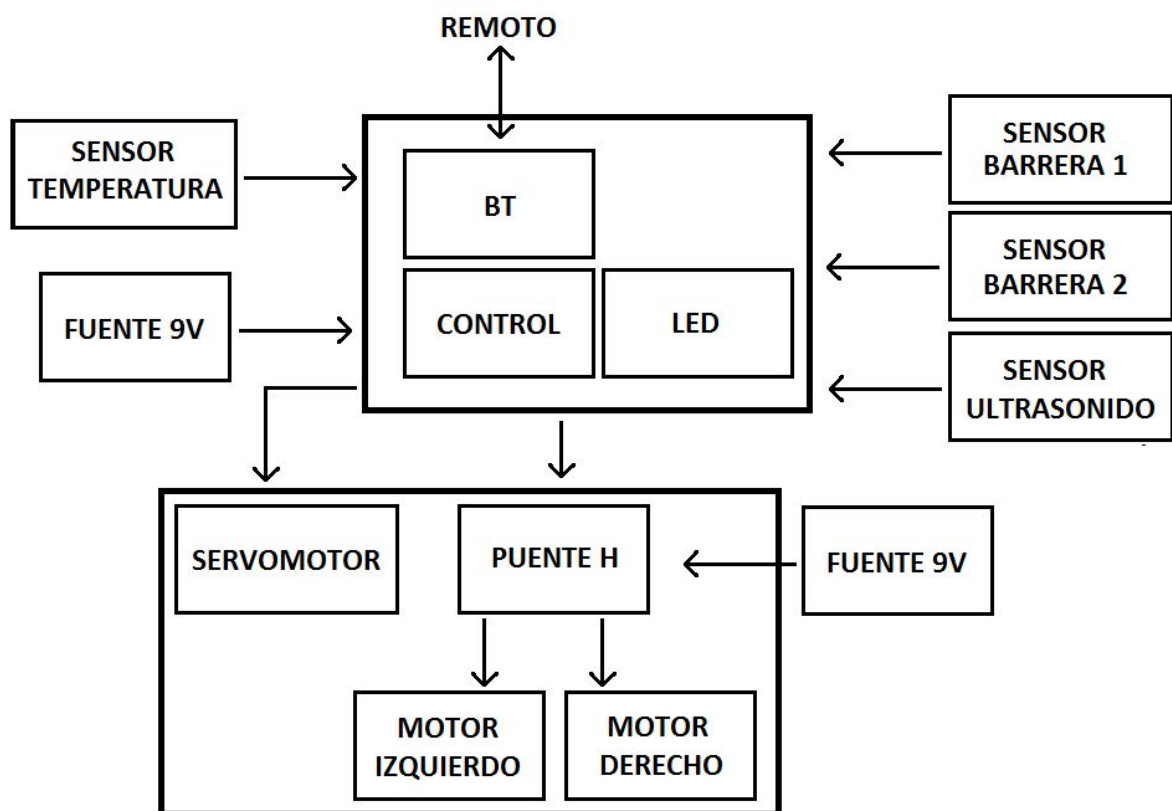 REMOTO
SENSOR
TEMPERATURA
BT
SENSOR
BARRERA 1
SENSOR
BARRERA 2
FUENTE 9V
CONTROL
LED
SENSOR
ULTRASONIDO
SERVOMOTOR
PUENTE H
FUENTE 9V
MOTOR
IZQUIERDO
MOTOR
DERECHO